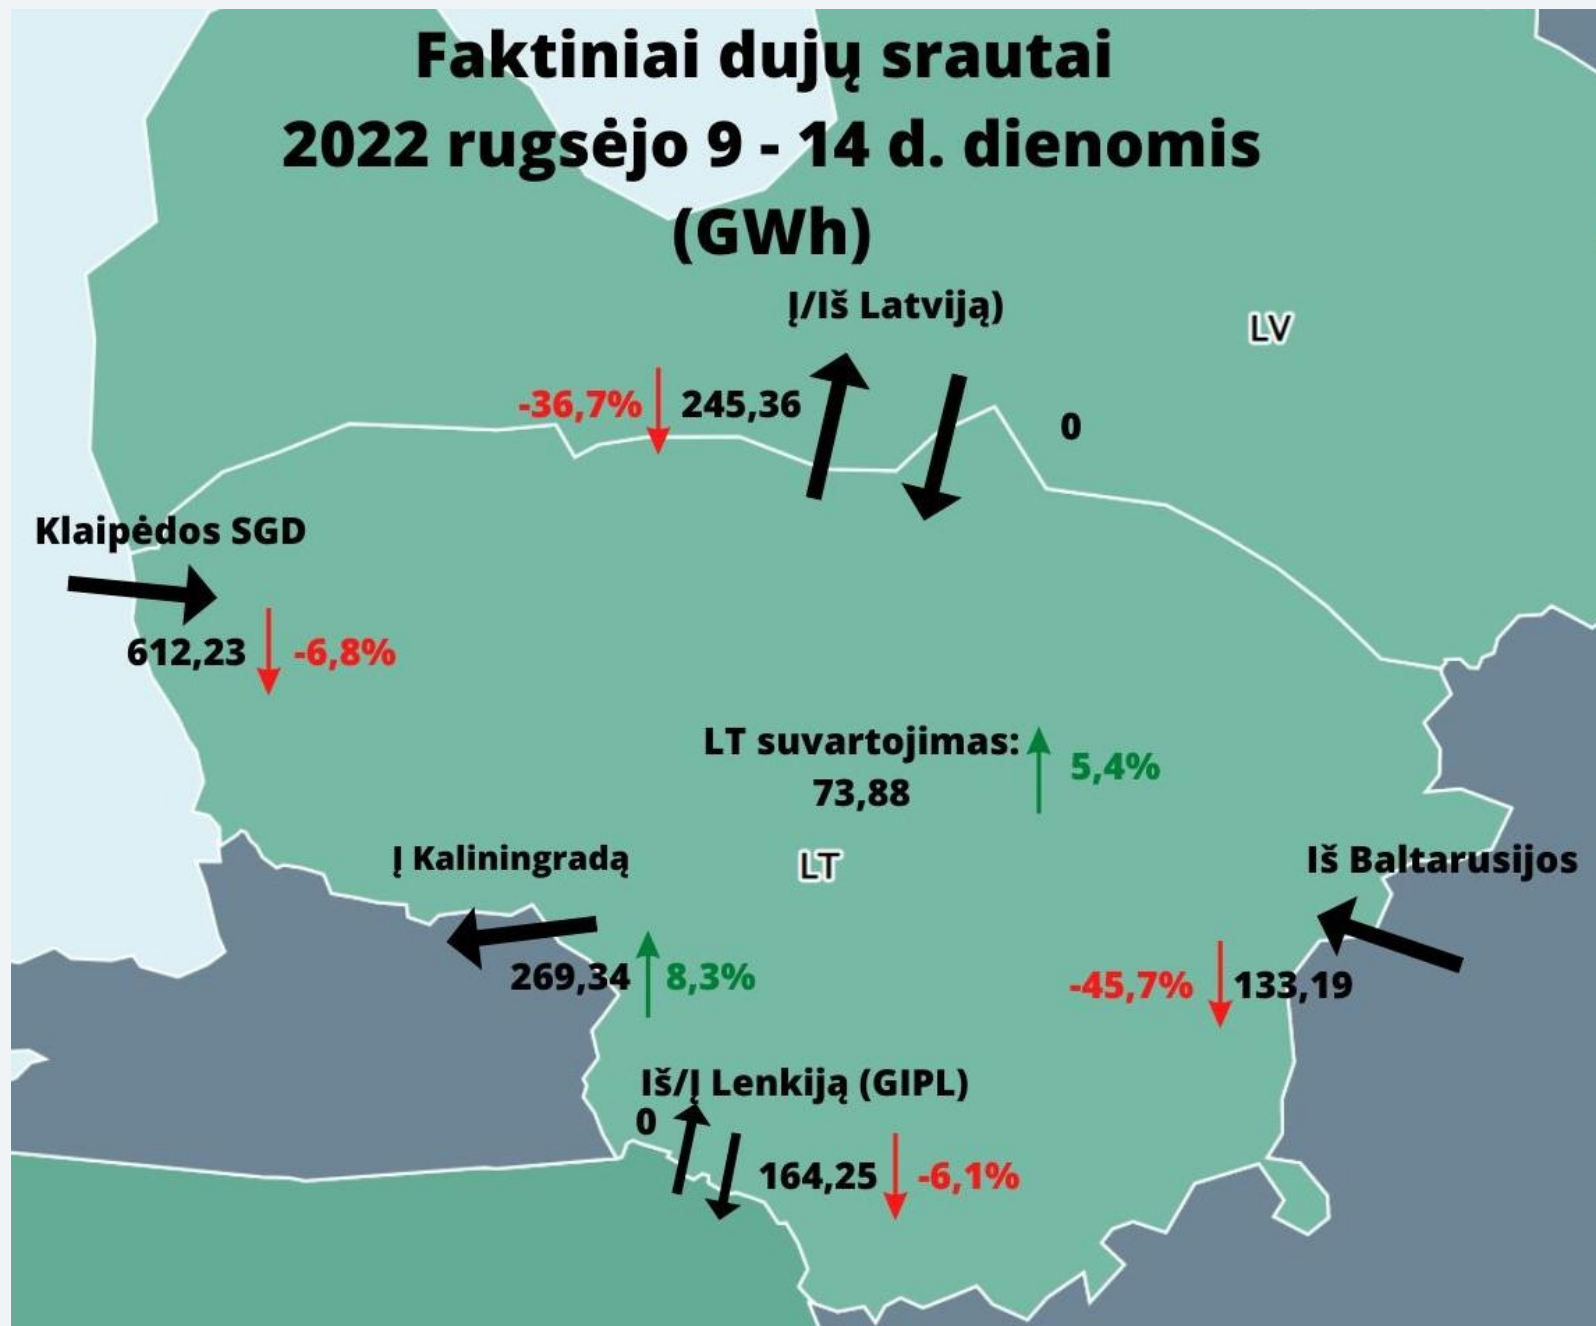 Faktiniai dujų srautai
2022 rugsėjo 9 - 14 d. dienomis
(GWh)
Į/Iš Latviją)
LV
-36,7% 245,36
0
Klaipėdos SGD
612,23 -6,8%
LT suvartojimas:
73,88
5,4%
Į Kaliningradą
LT
Iš Baltarusijos
269,34 8,3%
-45,7% 133,19
Iš/Į Lenkiją (GIPL)
0
164,25 -6,1%